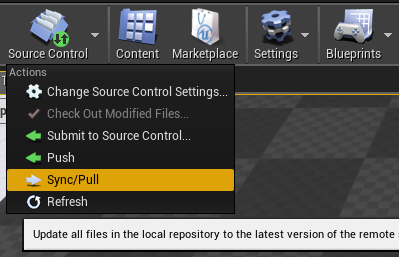 Source Control
Content
Marketplace
Settings
Blueprints
Actions
Change Source Control Settings...
Check Out Modified Files...
Submit to Source Control...
Push
Sync/Pull
Refresh
Update all files in the local repository to the latest version of the remote